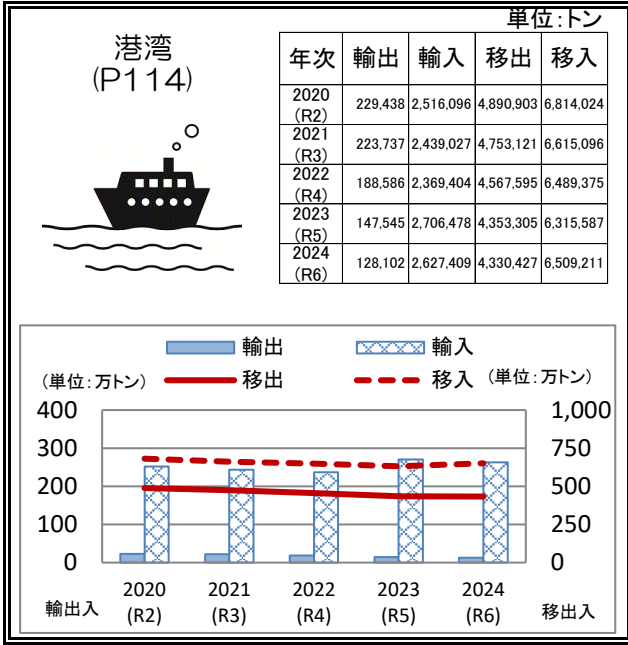 港湾
(P114)
単位:トン
年次 輸出 輸入 移出 移入
2020
(R2)
229,438 2,516,096 4,890,903 6,814,024
2021
(R3)
223,737 2,439,027 4,753,121 6,615,096
2022
(R4)
188,586 2,369,404 4,567,595 6,489,375
2023
(R5)
147,545 2,706,478 4,353,305 6,315,587
2024
(R6)
128,102 2,627,409 4,330,427 6,509,211
輸出 輸入
(単位:万トン) 移出 移入 (単位:万トン)
400 1,000
300 750
200 500
100 250
0 0
2020 2021 2022 2023 2024
輸出入 (R2) (R3) (R4) (R5) (R6) 移出入